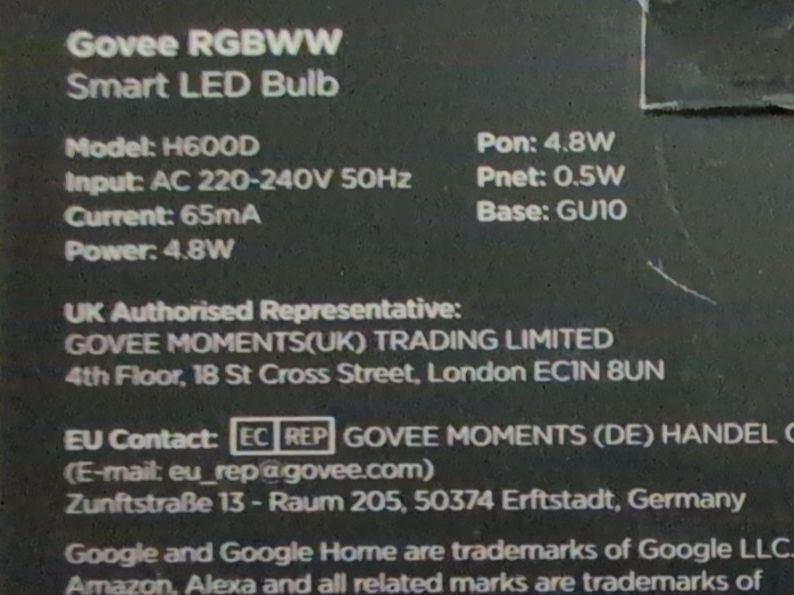 Govee RGBWW
Smart LED Bulb
Model: H600D
Input: AC 220-240V 50Hz
Current: 65mA
Power: 4.8W
Pon: 4.8W
Pnet: 0.5W
Base: GU10
UK Authorised Representative:
GOVEE MOMENTS(UK) TRADING LIMITED
4th Floor, 18 St Cross Street, London EC1N 8UN
EU Contact: EC REP GOVEE MOMENTS (DE) HANDEL
(E-mail: eu_rep@govee.com)
Zunftstraße 13 - Raum 205, 50374 Erftstadt, Germany
Google and Google Home are trademarks of Google LLC.
Amazon, Alexa and all related marks are trademarks of